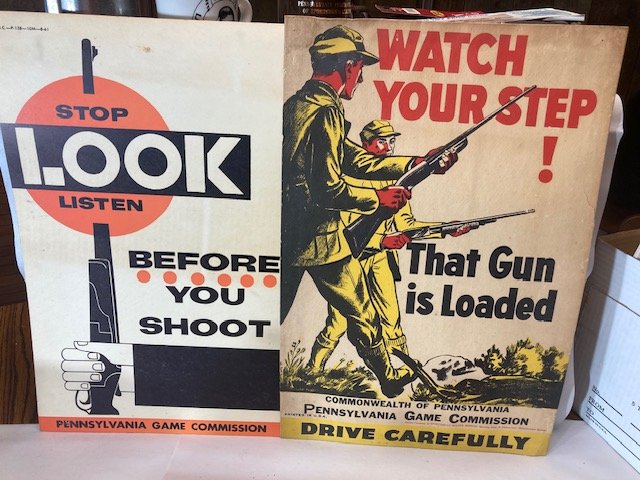 STOP
LOOK
LISTEN
BEFORE
YOU
SHOOT
PENNSYLVANIA GAME COMMISSION
WATCH
YOUR STEP
!
That Gun
is Loaded
COMMONWEALTH OF PENNSYLVANIA
PENNSYLVANIA GAME COMMISSION
DRIVE CAREFULLY
FROM